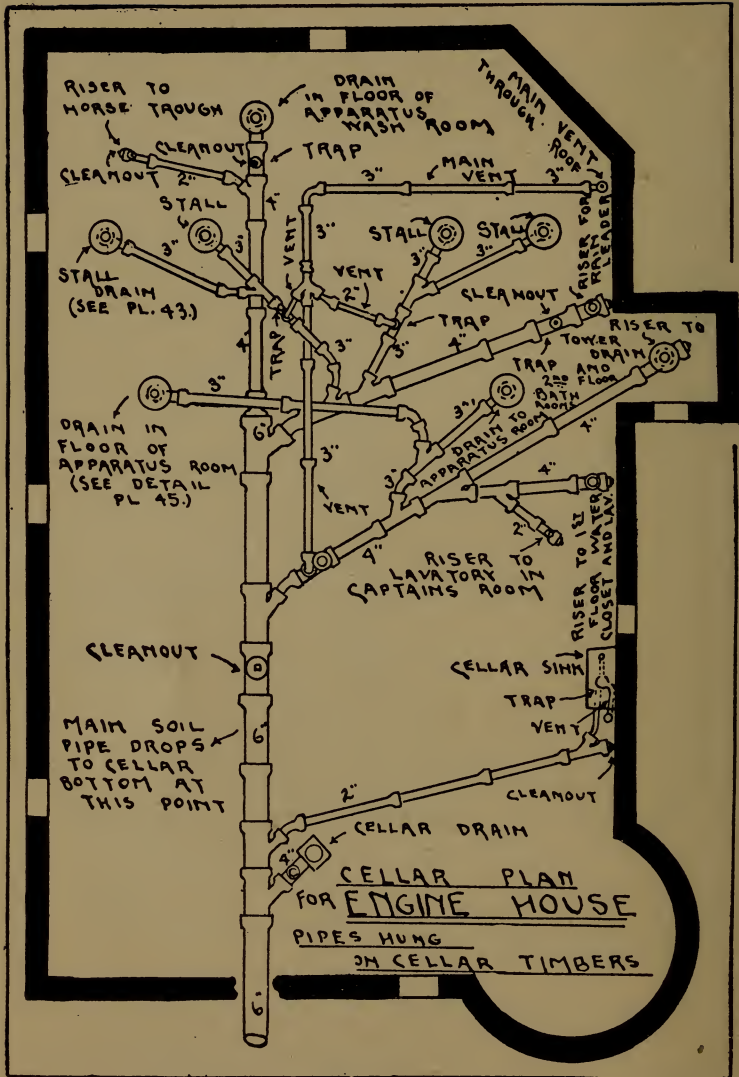 RISER TO
HORSE TROUGH
CLEANOUT
2"
CLEANOUT
DRAIN
IN FLOOR OF
APPARATUS
WASH ROOM
TRAP
4"
MAIN VENT
THROUGH ROOF
3"
MAIN
VENT
3"
3"
VENT
STALL
3"
STALL
DRAIN
(SEE PL. 43.)
3"
STALL
3"
STALL
3"
VENT
2"
TRAP
3"
TRAP
3"
CLEANOUT
RISER FOR
RAIN
LEADER
4"
TRAP
4"
RISER TO
TOWER
DRAIN
AND
2ND FLOOR
BATH
ROOMS
4"
3"
DRAIN IN
FLOOR OF
APPARATUS ROOM
(SEE DETAIL
PL 45.)
6"
3"
VENT
3"
DRAIN TO
APPARATUS ROOM
3"
4"
4"
2"
RISER TO
LAVATORY IN
CAPTAINS ROOM
RISER TO 1ST
FLOOR WATER
CLOSET AND LAV.
CLEANOUT
CELLAR SINK
TRAP
VENT
CLEANOUT
MAIN SOIL
PIPE DROPS
TO CELLAR
BOTTOM AT
THIS POINT
6"
2"
CELLAR DRAIN
4"
CELLAR PLAN
FOR ENGINE HOUSE
PIPES HUNG
ON CELLAR TIMBERS
6"